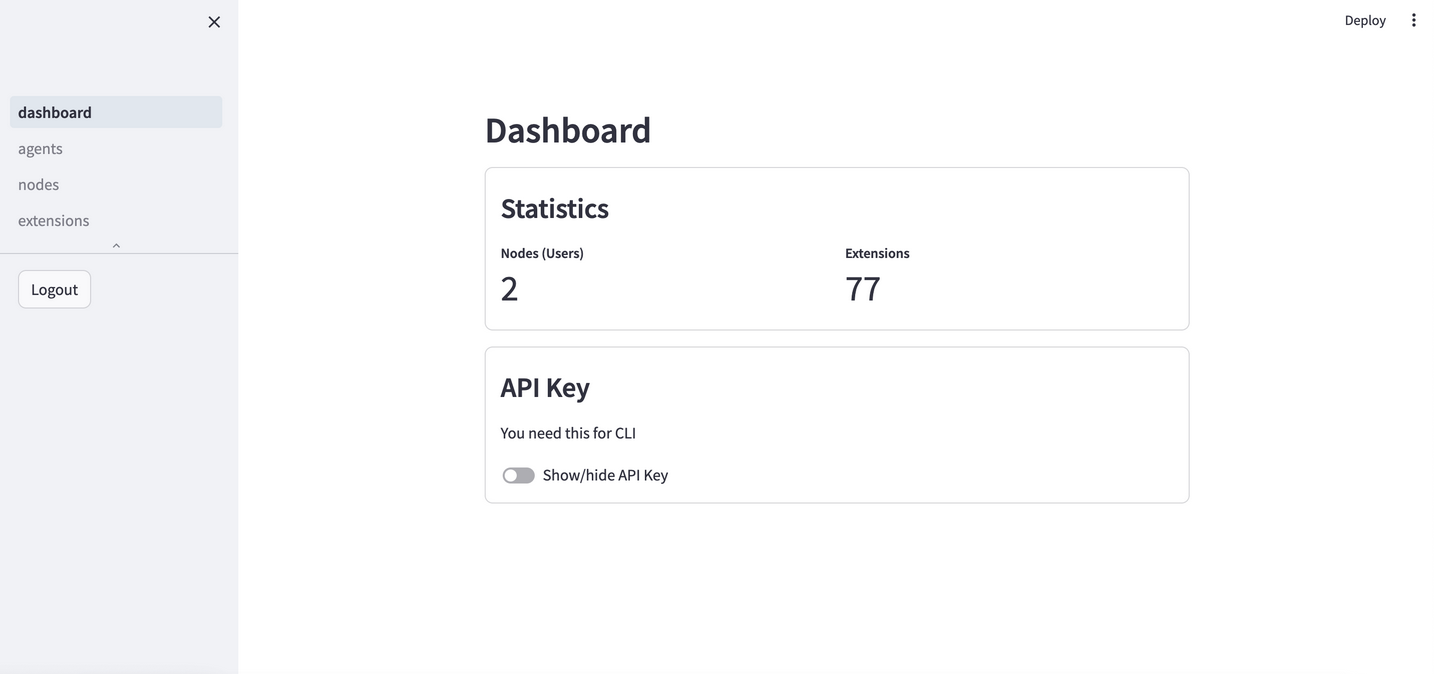 Deploy
dashboard
agents
nodes
extensions
Logout
Dashboard
Statistics
Nodes (Users)
2
Extensions
77
API Key
You need this for CLI
Show/hide API Key